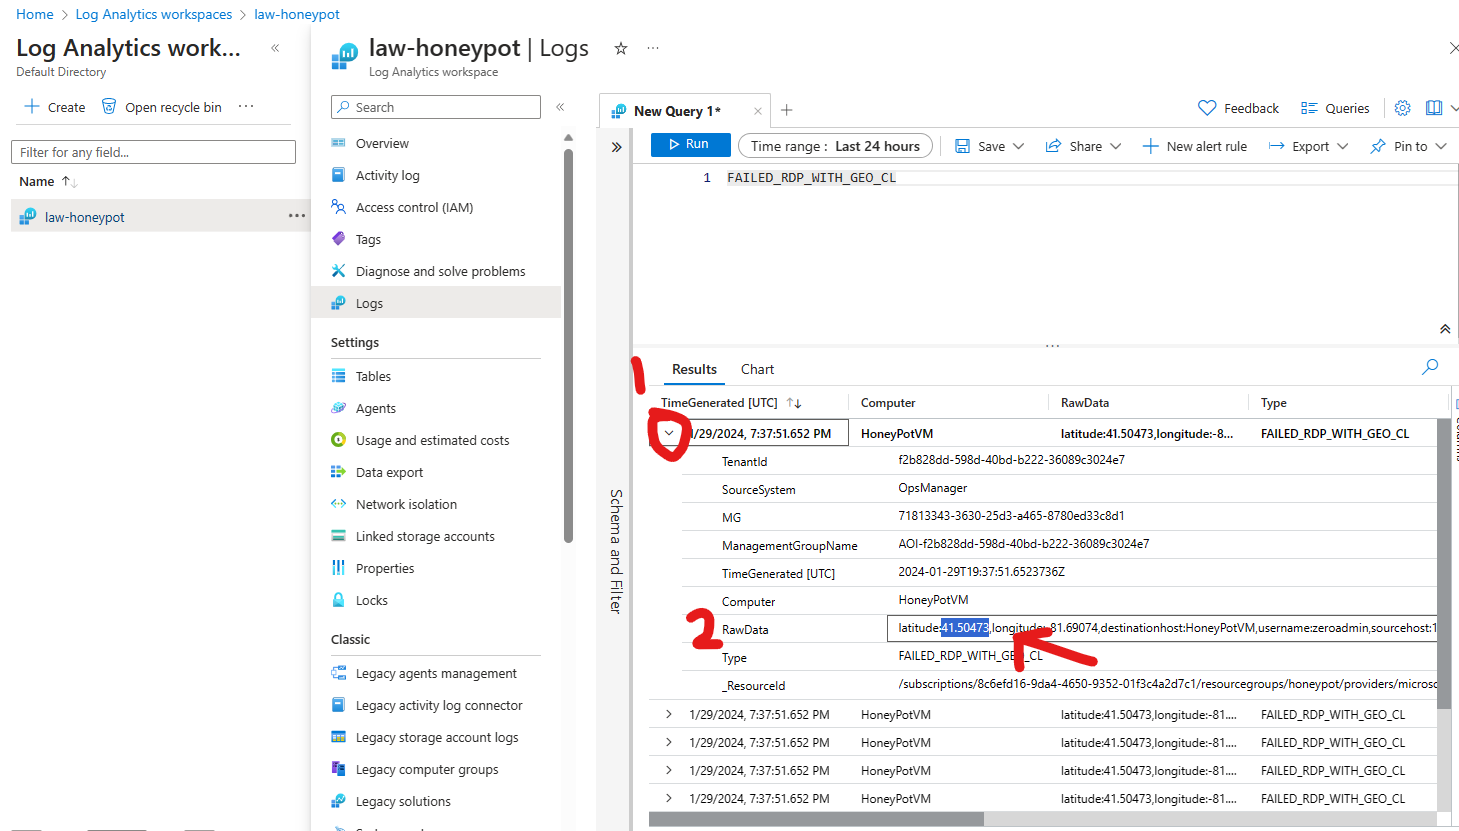 Home > Log Analytics workspaces > law-honeypot
Log Analytics work... «
Default Directory
Create Open recycle bin ...
Filter for any field...
Name ↑↓
law-honeypot ...
law-honeypot | Logs ☆ ...
Log Analytics workspace
Search «
Overview
Activity log
Access control (IAM)
Tags
Diagnose and solve problems
Logs
Settings
Tables
Agents
Usage and estimated costs
Data export
Network isolation
Linked storage accounts
Properties
Locks
Classic
Legacy agents management
Legacy activity log connector
Legacy storage account logs
Legacy computer groups
Legacy solutions
New Query 1* × +
Feedback Queries
Run Time range : Last 24 hours Save Share New alert rule Export Pin to
1 FAILED_RDP_WITH_GEO_CL
Schema and Filter
Results Chart
1
TimeGenerated [UTC] ↑↓ Computer RawData Type
1/29/2024, 7:37:51.652 PM HoneyPotVM latitude:41.50473,longitude:-8... FAILED_RDP_WITH_GEO_CL
TenantId f2b828dd-598d-40bd-b222-36089c3024e7
SourceSystem OpsManager
MG 71813343-3630-25d3-a465-8780ed33c8d1
ManagementGroupName AOI-f2b828dd-598d-40bd-b222-36089c3024e7
TimeGenerated [UTC] 2024-01-29T19:37:51.6523736Z
Computer HoneyPotVM
2
RawData latitude:41.50473,longitude:-81.69074,destinationhost:HoneyPotVM,username:zeroadmin,sourcehost:1
Type FAILED_RDP_WITH_GEO_CL
_ResourceId /subscriptions/8c6efd16-9da4-4650-9352-01f3c4a2d7c1/resourcegroups/honeypot/providers/microsc
1/29/2024, 7:37:51.652 PM HoneyPotVM latitude:41.50473,longitude:-81.... FAILED_RDP_WITH_GEO_CL
1/29/2024, 7:37:51.652 PM HoneyPotVM latitude:41.50473,longitude:-81.... FAILED_RDP_WITH_GEO_CL
1/29/2024, 7:37:51.652 PM HoneyPotVM latitude:41.50473,longitude:-81.... FAILED_RDP_WITH_GEO_CL
1/29/2024, 7:37:51.652 PM HoneyPotVM latitude:41.50473,longitude:-81.... FAILED_RDP_WITH_GEO_CL